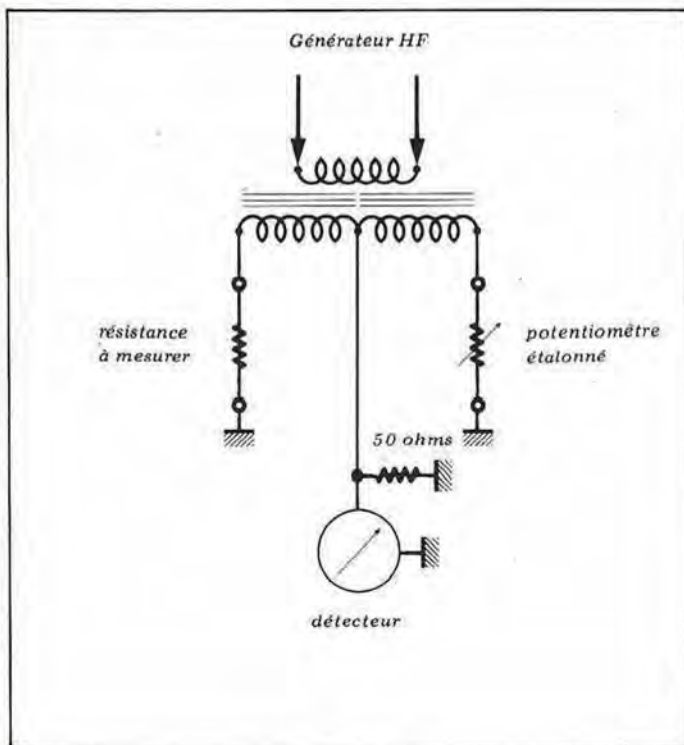 Générateur HF
résistance
à mesurer
potentiomètre
étalonné
50 ohms
détecteur